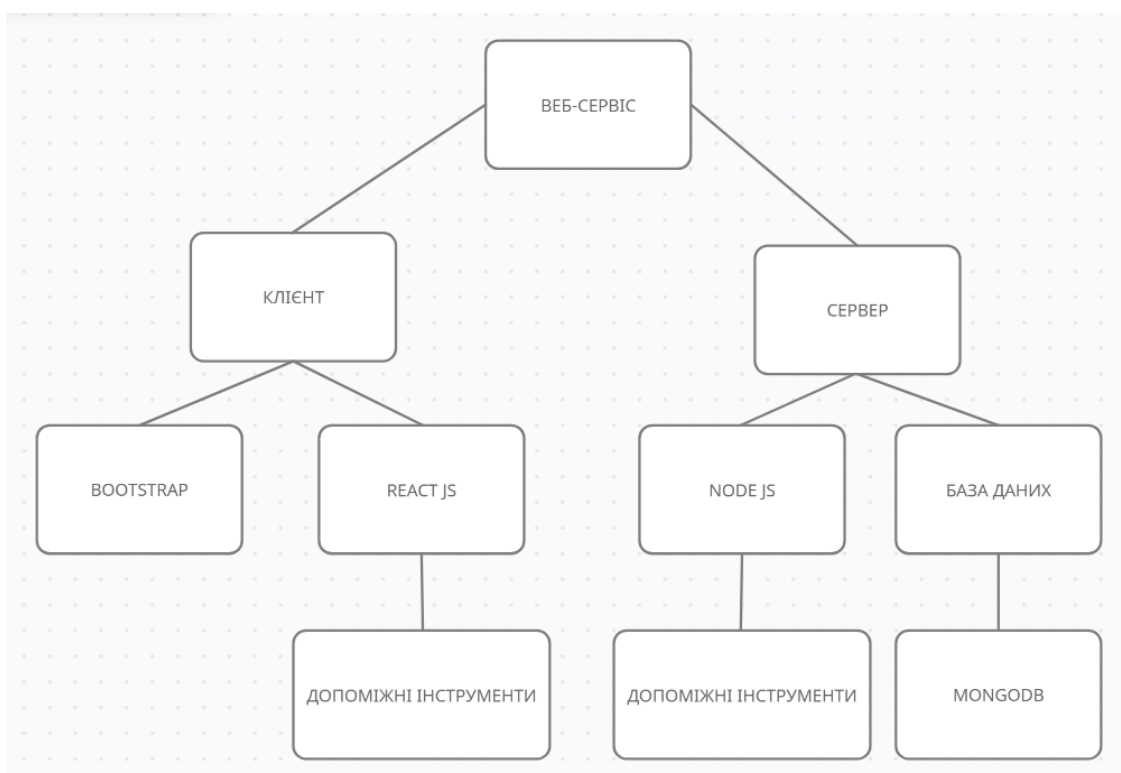 ВЕБ-СЕРВІС
КЛІЄНТ
СЕРВЕР
BOOTSTRAP
REACT JS
NODE JS
БАЗА ДАНИХ
ДОПОМІЖНІ ІНСТРУМЕНТИ
ДОПОМІЖНІ ІНСТРУМЕНТИ
MONGODB